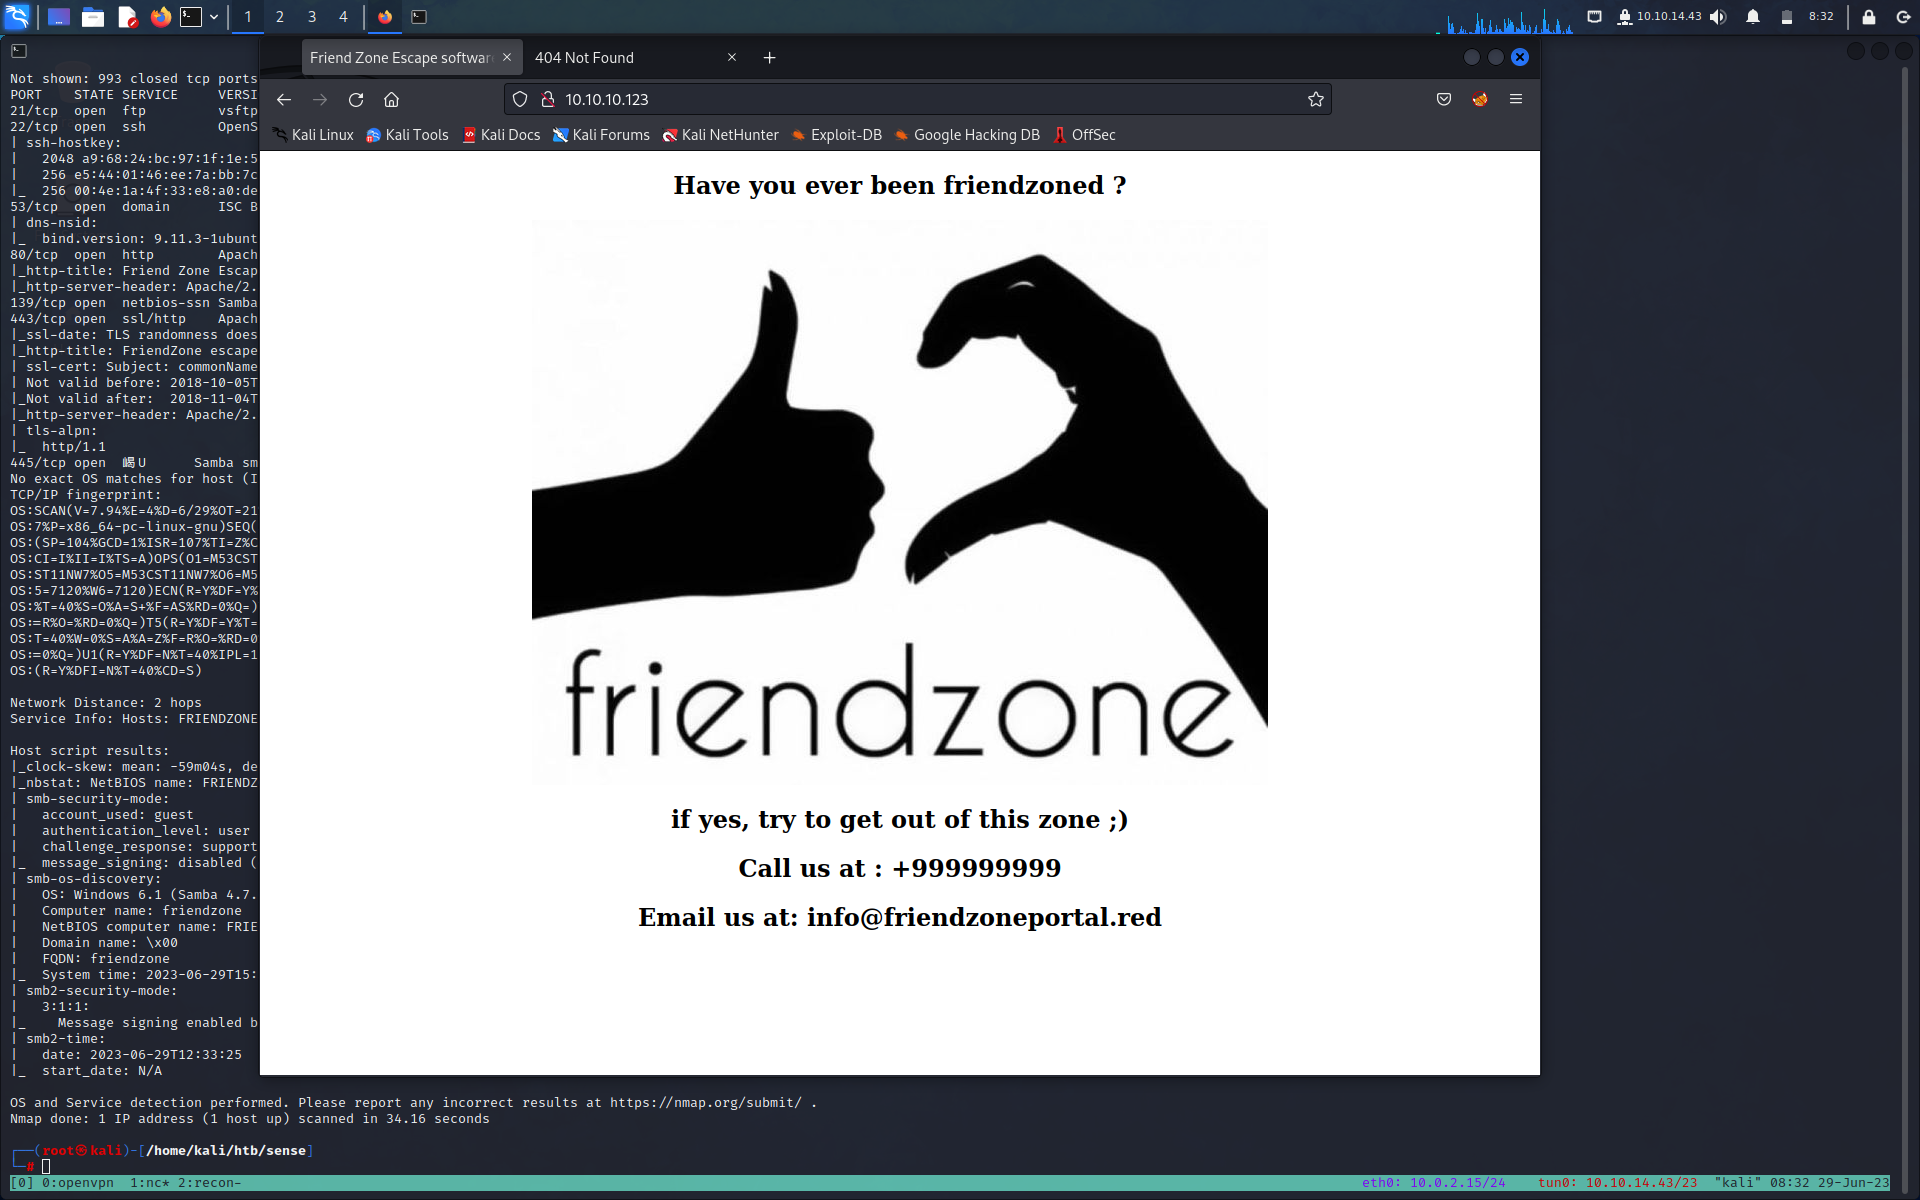 1 2 3 4 10.10.14.43 8:32
Friend Zone Escape softwar
404 Not Found
10.10.10.123
Kali Linux Kali Tools Kali Docs Kali Forums Kali NetHunter Exploit-DB Google Hacking DB OffSec
Have you ever been friendzoned ?
friendzone
if yes, try to get out of this zone ;)
Call us at : +999999999
Email us at: info@friendzoneportal.red
Not shown: 993 closed tcp ports
PORT     STATE SERVICE     VERSI
21/tcp  open  ftp         vsftp
22/tcp  open  ssh         OpenS
| ssh-hostkey:
|   2048 a9:68:24:bc:97:1f:1e:5
|   256 e5:44:01:46:ee:7a:bb:7c
|_  256 00:4e:1a:4f:33:e8:a0:de
53/tcp  open  domain      ISC B
| dns-nsid:
|_  bind.version: 9.11.3-1ubunt
80/tcp  open  http        Apach
|_http-title: Friend Zone Escap
|_http-server-header: Apache/2.
139/tcp open  netbios-ssn Samba
443/tcp open  ssl/http    Apach
|_ssl-date: TLS randomness does
|_http-title: FriendZone escape
| ssl-cert: Subject: commonName
| Not valid before: 2018-10-05T
|_Not valid after:  2018-11-04T
|_http-server-header: Apache/2.
| tls-alpn:
|_  http/1.1
445/tcp open  U      Samba sm
No exact OS matches for host (I
TCP/IP fingerprint:
OS:SCAN(V=7.94%E=4%D=6/29%OT=21
OS:7%P=x86_64-pc-linux-gnu)SEQ(
OS:(SP=104%GCD=1%ISR=107%TI=Z%C
OS:CI=I%II=I%TS=A)OPS(O1=M53CST
OS:ST11NW7%O5=M53CST11NW7%O6=M5
OS:5=7120%W6=7120)ECN(R=Y%DF=Y%
OS:%T=40%S=O%A=S+%F=AS%RD=0%Q=)
OS:=R%O=%RD=0%Q=)T5(R=Y%DF=Y%T=
OS:T=40%W=0%S=A%A=Z%F=R%O=%RD=0
OS:=0%Q=)U1(R=Y%DF=N%T=40%IPL=1
OS:(R=Y%DFI=N%T=40%CD=S)
Network Distance: 2 hops
Service Info: Hosts: FRIENDZONE
Host script results:
|_clock-skew: mean: -59m04s, de
|_nbstat: NetBIOS name: FRIENDZ
| smb-security-mode:
|   account_used: guest
|   authentication_level: user
|   challenge_response: support
|_  message_signing: disabled (
| smb-os-discovery:
|   OS: Windows 6.1 (Samba 4.7.
|   Computer name: friendzone
|   NetBIOS computer name: FRIE
|   Domain name: \x00
|   FQDN: friendzone
|_  System time: 2023-06-29T15:
| smb2-security-mode:
|   3:1:1:
|_    Message signing enabled b
| smb2-time:
|   date: 2023-06-29T12:33:25
|_  start_date: N/A
OS and Service detection performed. Please report any incorrect results at https://nmap.org/submit/ .
Nmap done: 1 IP address (1 host up) scanned in 34.16 seconds
(root㉿kali)-[/home/kali/htb/sense]
#
[0] 0:openvpn  1:nc* 2:recon- eth0: 10.0.2.15/24 tun0: 10.10.14.43/23 "kali" 08:32 29-Jun-23